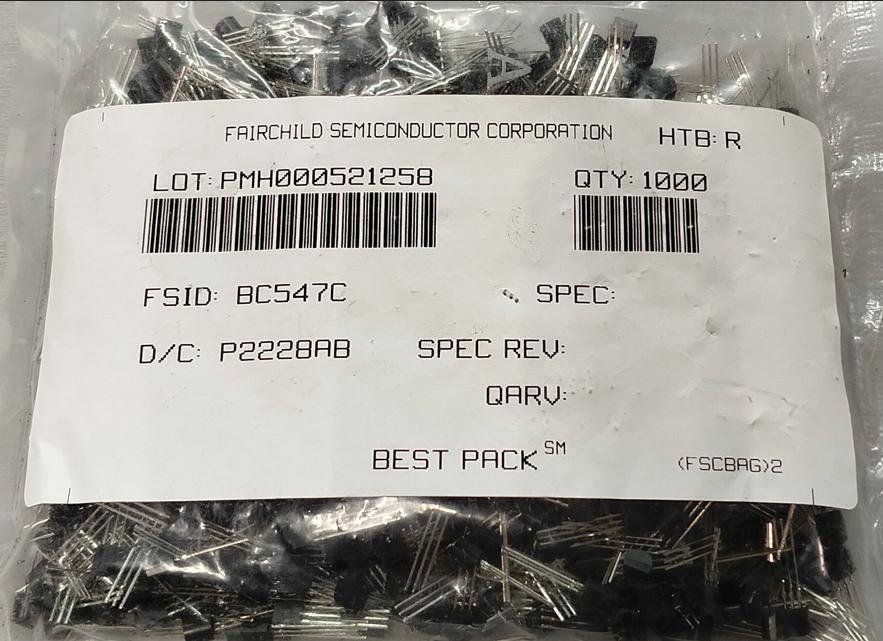 FAIRCHILD SEMICONDUCTOR CORPORATION HTB: R
LOT: PMH000521258 QTY: 1000
FSID: BC547C SPEC:
D/C: P2228AB SPEC REV:
QARV:
BEST PACK SM (FSCBAG)2